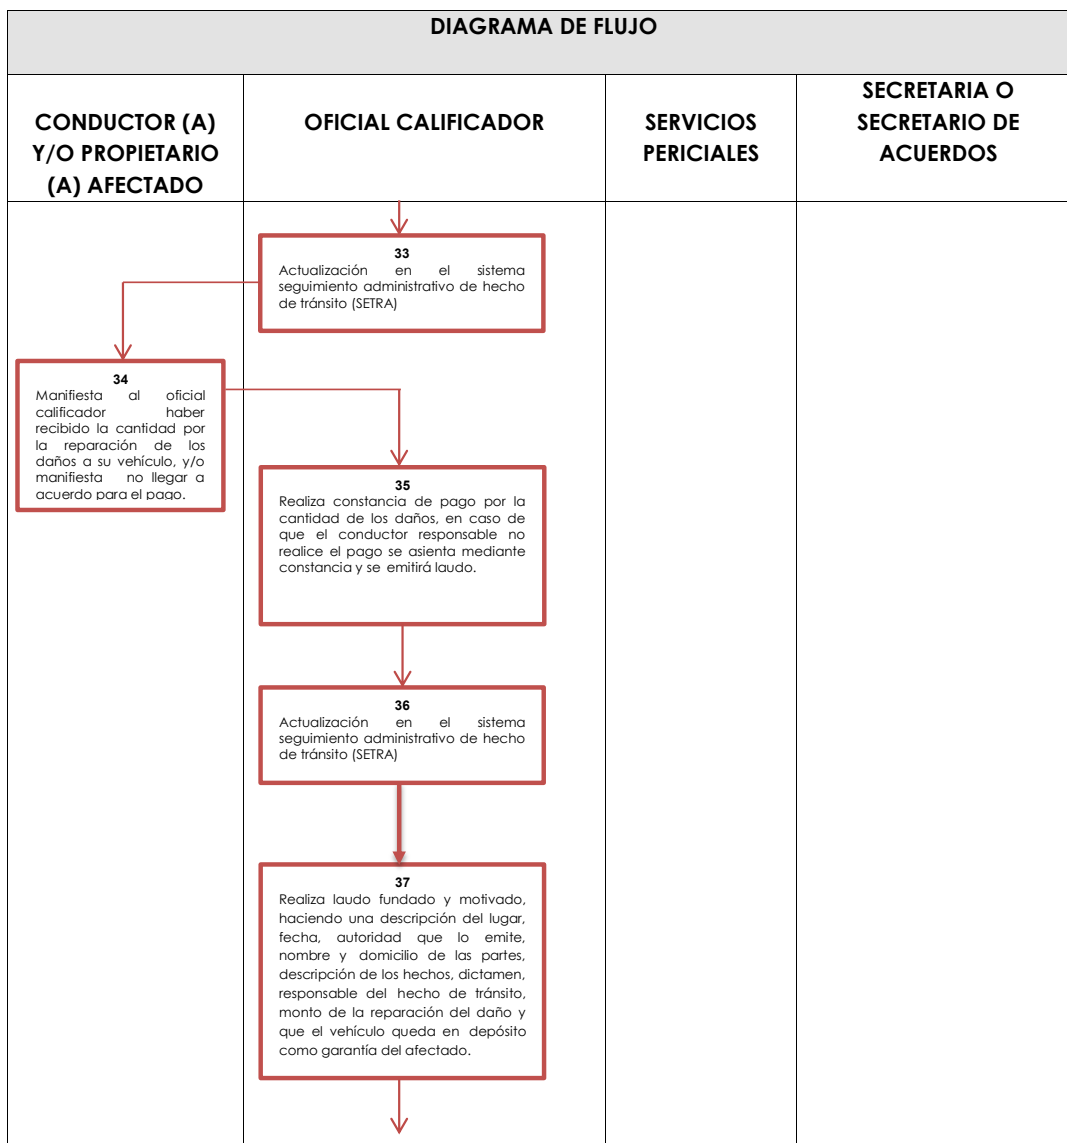 DIAGRAMA DE FLUJO
CONDUCTOR (A)
Y/O PROPIETARIO
(A) AFECTADO
OFICIAL CALIFICADOR
SERVICIOS
PERICIALES
SECRETARIA O
SECRETARIO DE
ACUERDOS
33
Actualización en el sistema
seguimiento administrativo de hecho
de tránsito (SETRA)
34
Manifiesta al oficial
calificador haber
recibido la cantidad por
la reparación de los
daños a su vehículo, y/o
manifiesta no llegar a
acuerdo para el pago.
35
Realiza constancia de pago por la
cantidad de los daños, en caso de
que el conductor responsable no
realice el pago se asienta mediante
constancia y se emitirá laudo.
36
Actualización en el sistema
seguimiento administrativo de hecho
de tránsito (SETRA)
37
Realiza laudo fundado y motivado,
haciendo una descripción del lugar,
fecha, autoridad que lo emite,
nombre y domicilio de las partes,
descripción de los hechos, dictamen,
responsable del hecho de tránsito,
monto de la reparación del daño y
que el vehículo queda en depósito
como garantía del afectado.